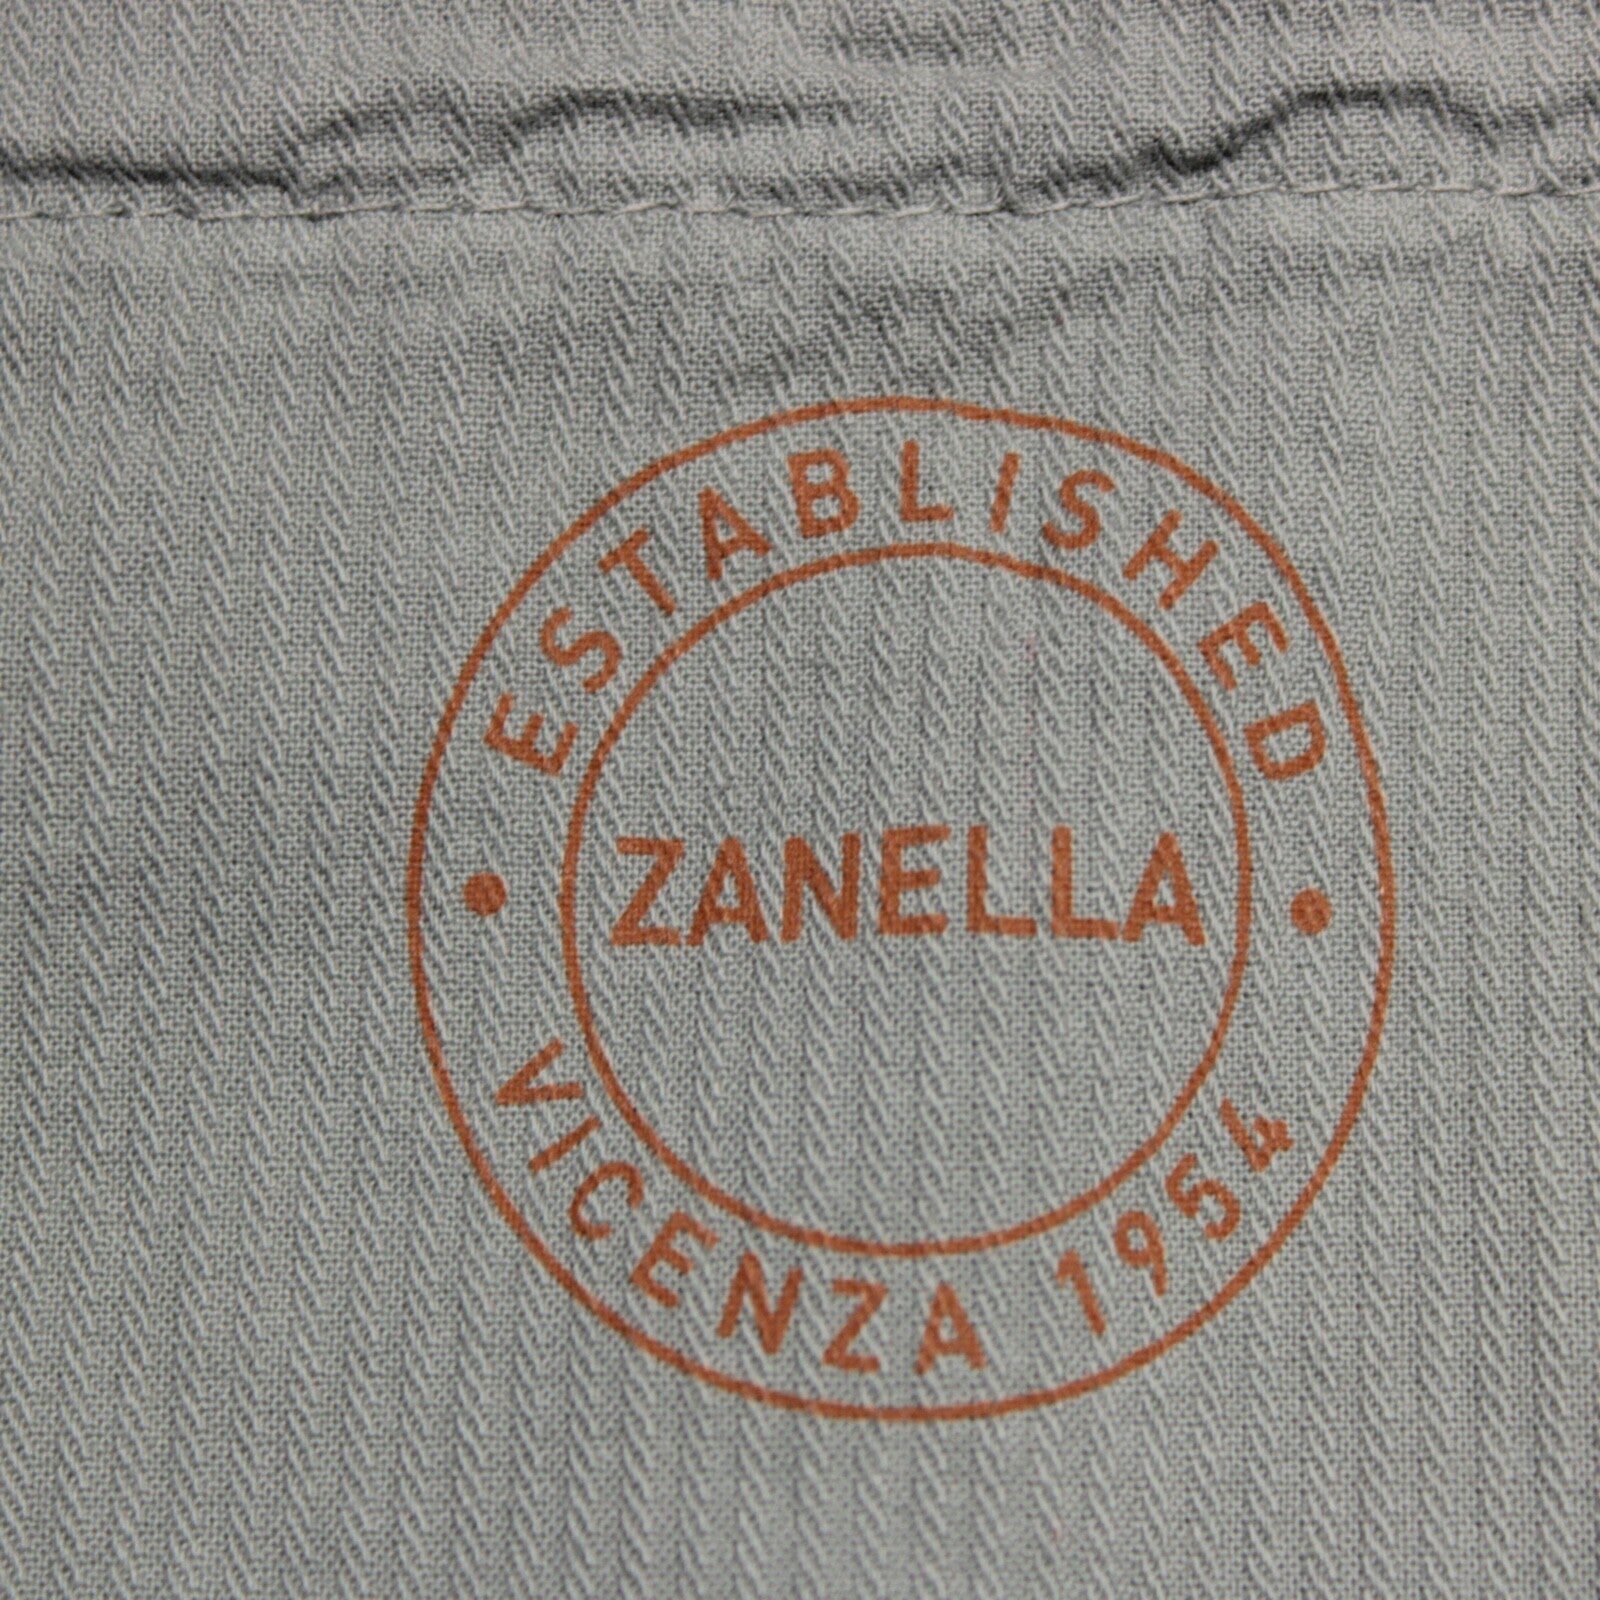 ESTABLISHED
ZANELLA
VICENZA 1954